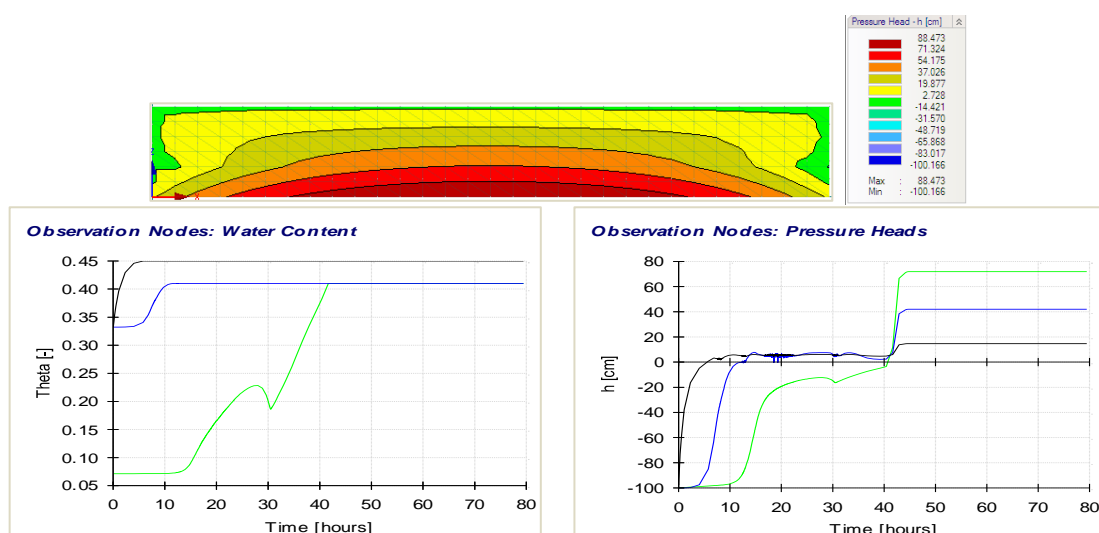 Pressure Head - h [cm]
88.473
71.324
54.175
37.026
19.877
2.728
-14.421
-31.570
-48.719
-65.868
-83.017
-100.166
Max : 88.473
Min : -100.166
z
x
Observation Nodes: Water Content
0.45
0.40
0.35
0.30
0.25
0.20
0.15
0.10
0.05
Theta [-]
0 10 20 30 40 50 60 70 80
Time [hours]
Observation Nodes: Pressure Heads
80
60
40
20
0
-20
-40
-60
-80
-100
h [cm]
0 10 20 30 40 50 60 70 80
Time [hours]